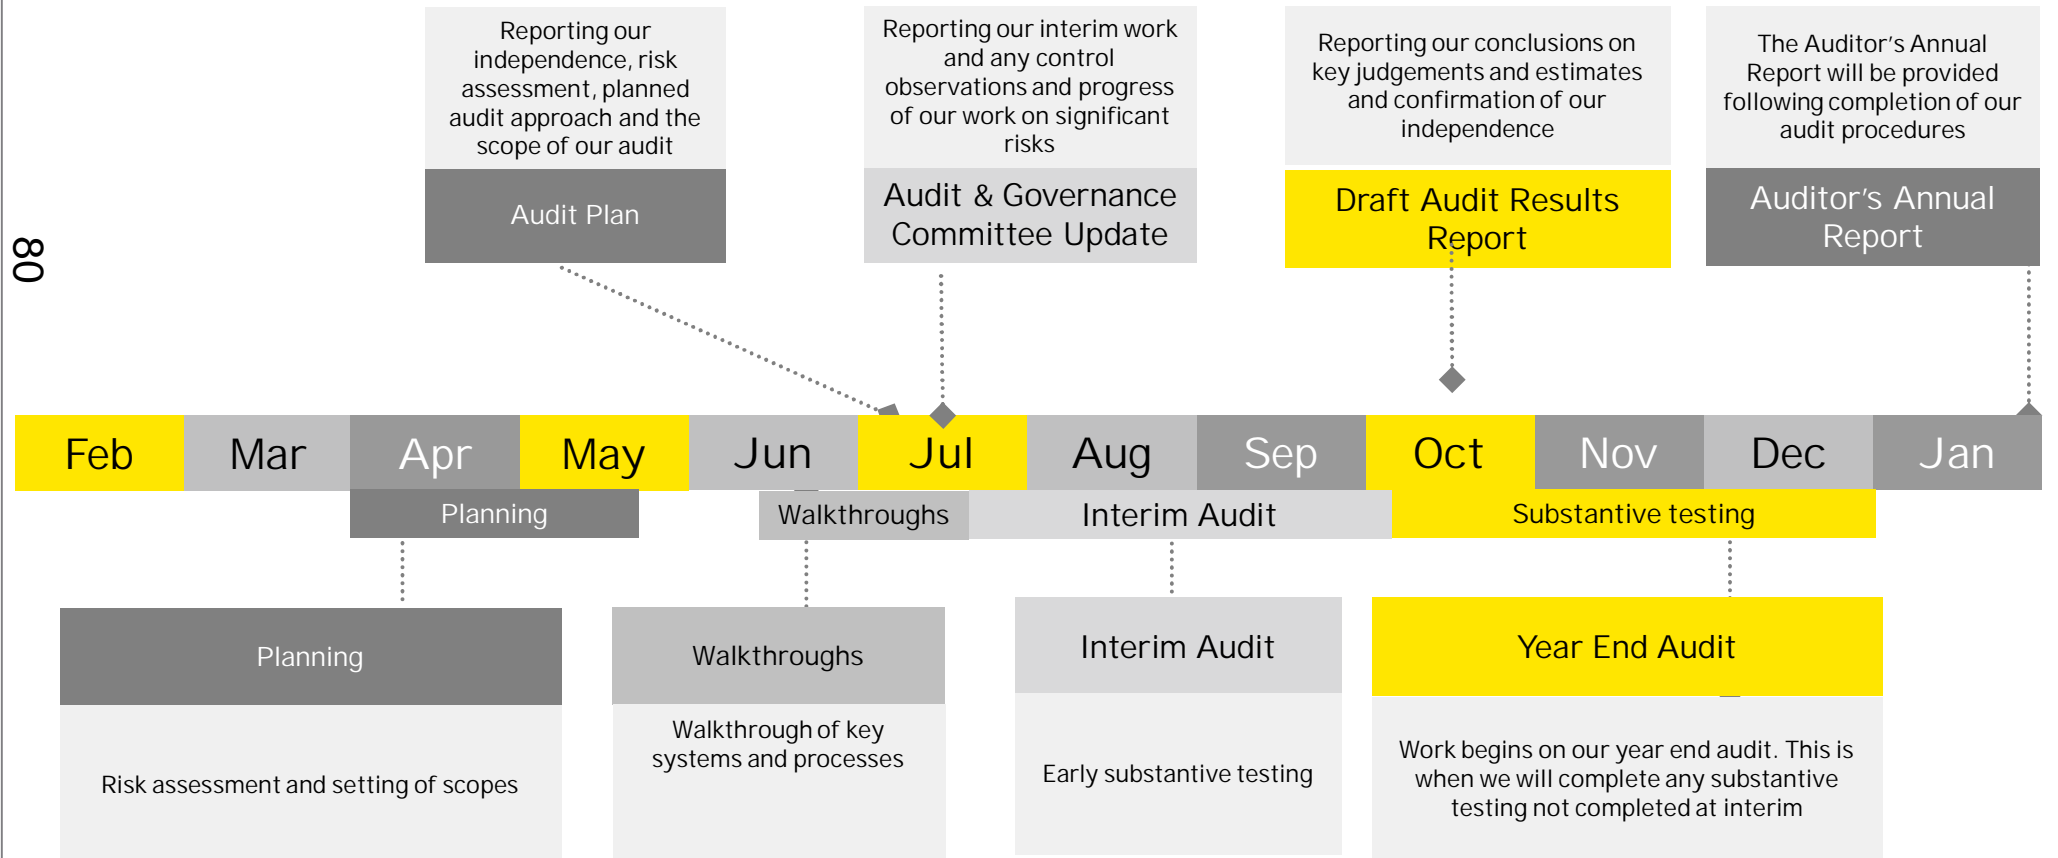 Reporting our
independence, risk
assessment, planned
audit approach and the
scope of our audit
Audit Plan
Reporting our interim work
and any control
observations and progress
of our work on significant
risks
Audit & Governance
Committee Update
Reporting our conclusions on
key judgements and estimates
and confirmation of our
independence
Draft Audit Results
Report
The Auditor’s Annual
Report will be provided
following completion of our
audit procedures
Auditor’s Annual
Report
80
Feb
Mar
Apr
May
Jun
Jul
Aug
Sep
Oct
Nov
Dec
Jan
Planning
Walkthroughs
Interim Audit
Substantive testing
Planning
Risk assessment and setting of scopes
Walkthroughs
Walkthrough of key
systems and processes
Interim Audit
Early substantive testing
Year End Audit
Work begins on our year end audit. This is
when we will complete any substantive
testing not completed at interim